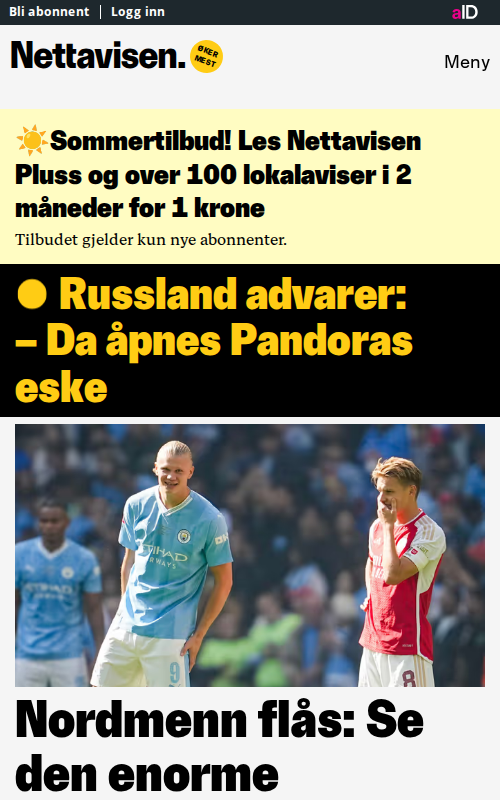 Bli abonnent
Logg inn
aID
Nettavisen.
ØKER
MEST
Meny
Sommertilbud! Les Nettavisen
Pluss og over 100 lokalaviser i 2
måneder for 1 krone
Tilbudet gjelder kun nye abonnenter.
Russland advarer:
– Da åpnes Pandoras
eske
ETIHAD
AIRWAYS
9
8
Nordmenn flås: Se
den enorme